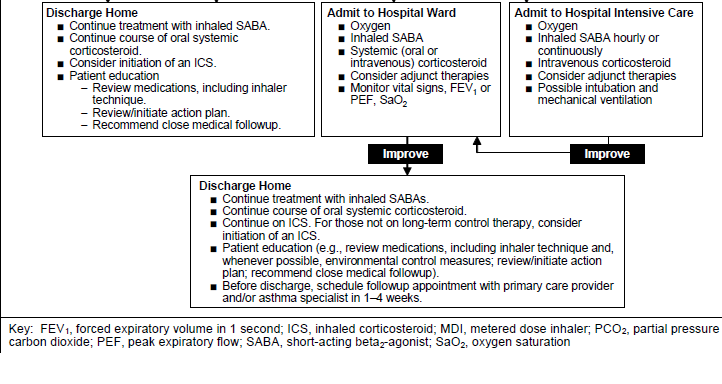 Discharge Home
■ Continue treatment with inhaled SABA.
■ Continue course of oral systemic
corticosteroid.
■ Consider initiation of an ICS.
■ Patient education
– Review medications, including inhaler
technique.
– Review/initiate action plan.
– Recommend close medical followup.
Admit to Hospital Ward
■ Oxygen
■ Inhaled SABA
■ Systemic (oral or
intravenous) corticosteroid
■ Consider adjunct therapies
■ Monitor vital signs, FEV₁ or
PEF, SaO₂
Admit to Hospital Intensive Care
■ Oxygen
■ Inhaled SABA hourly or
continuously
■ Intravenous corticosteroid
■ Consider adjunct therapies
■ Possible intubation and
mechanical ventilation
Improve
Improve
Discharge Home
■ Continue treatment with inhaled SABAs.
■ Continue course of oral systemic corticosteroid.
■ Continue on ICS. For those not on long-term control therapy, consider
initiation of an ICS.
■ Patient education (e.g., review medications, including inhaler technique and,
whenever possible, environmental control measures; review/initiate action
plan; recommend close medical followup).
■ Before discharge, schedule followup appointment with primary care provider
and/or asthma specialist in 1–4 weeks.
Key: FEV₁, forced expiratory volume in 1 second; ICS, inhaled corticosteroid; MDI, metered dose inhaler; PCO₂, partial pressure
carbon dioxide; PEF, peak expiratory flow; SABA, short-acting beta₂-agonist; SaO₂, oxygen saturation